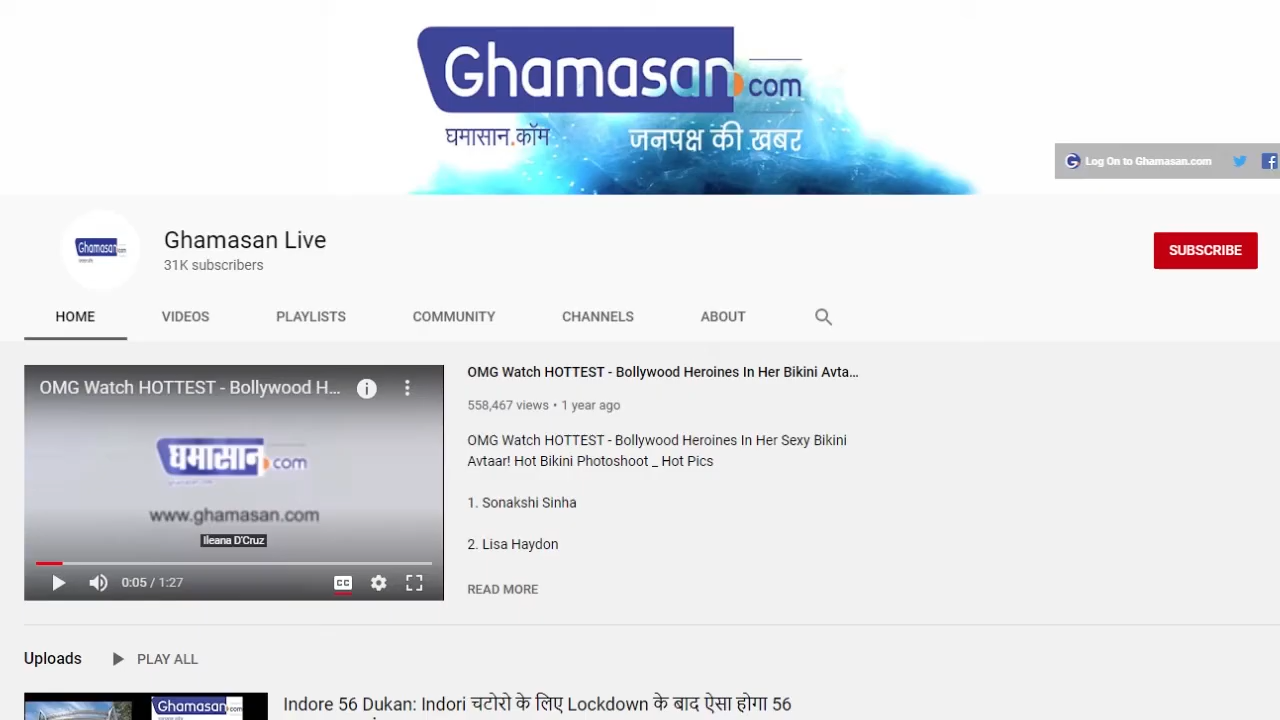 Ghamasan.com
घमासान.कॉम
जनपक्ष की खबर
Log On to Ghamasan.com
Ghamasan
Ghamasan Live
31K subscribers
SUBSCRIBE
HOME
VIDEOS
PLAYLISTS
COMMUNITY
CHANNELS
ABOUT
OMG Watch HOTTEST - Bollywood H...
घमासान.com
www.ghamasan.com
Ileana D'Cruz
0:05 / 1:27
CC
OMG Watch HOTTEST - Bollywood Heroines In Her Bikini Avta...
558,467 views • 1 year ago
OMG Watch HOTTEST - Bollywood Heroines In Her Sexy Bikini
Avtaar! Hot Bikini Photoshoot _ Hot Pics
1. Sonakshi Sinha
2. Lisa Haydon
READ MORE
Uploads
PLAY ALL
Ghamasan
Indore 56 Dukan: Indori चटोरो के लिए Lockdown के बाद ऐसा होगा 56